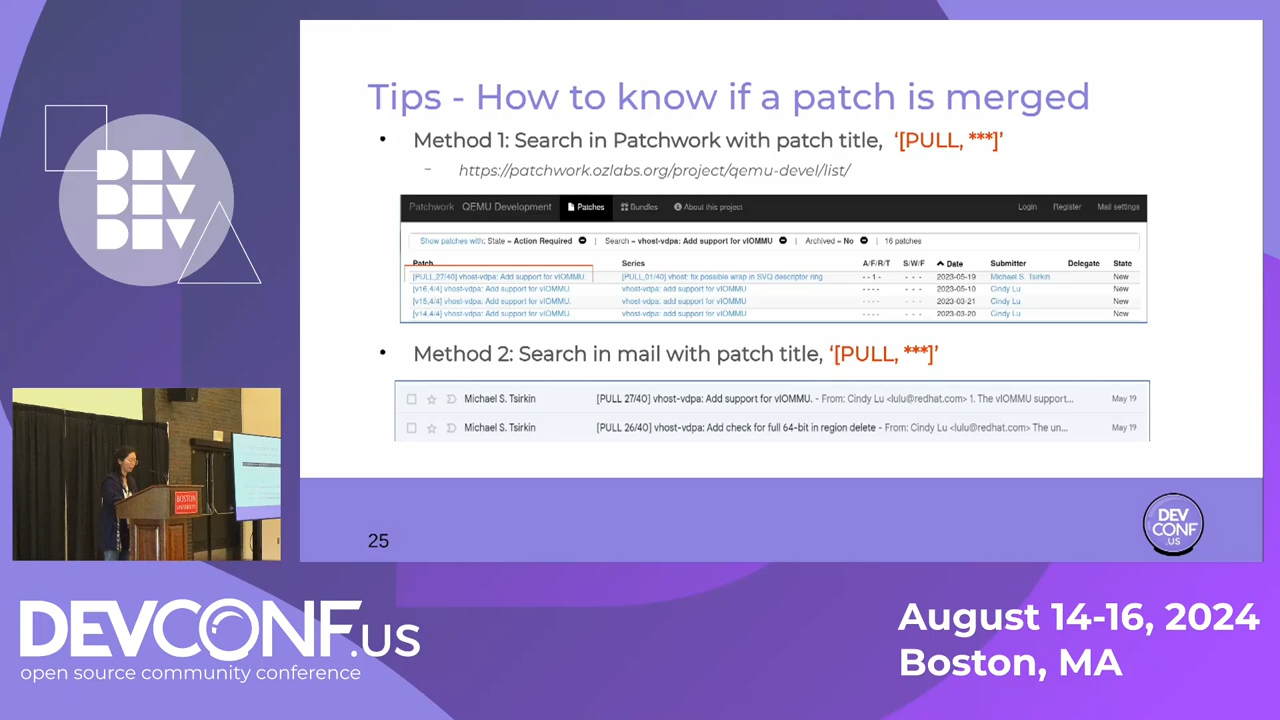 Tips - How to know if a patch is merged
• Method 1: Search in Patchwork with patch title, ‘[PULL, ***]’
– https://patchwork.ozlabs.org/project/qemu-devel/list/
Patchwork QEMU Development Patches Bundles About this project Login Register Mail settings
Show patches with: State = Action Required | Search = vhost-vdpa: Add support for vIOMMU | Archived = No | 16 patches
Patch Series A/F/R/T S/W/F Date Submitter Delegate State
[PULL,27/40] vhost-vdpa: Add support for vIOMMU. [PULL,01/40] vhost: fix possible wrap in SVQ descriptor ring - - 1 - - - - 2023-05-19 Michael S. Tsirkin New
[v16,4/4] vhost-vdpa: Add support for vIOMMU. vhost-vdpa: add support for vIOMMU - - - - - - - 2023-05-10 Cindy Lu New
[v15,4/4] vhost-vdpa: Add support for vIOMMU. vhost-vdpa: add support for vIOMMU - - - - - - - 2023-03-21 Cindy Lu New
[v14,4/4] vhost-vdpa: Add support for vIOMMU. vhost-vdpa: add support for vIOMMU - - - - - - - 2023-03-20 Cindy Lu New
• Method 2: Search in mail with patch title, ‘[PULL, ***]’
Michael S. Tsirkin [PULL 27/40] vhost-vdpa: Add support for vIOMMU. - From: Cindy Lu <lulu@redhat.com> 1. The vIOMMU support... May 19
Michael S. Tsirkin [PULL 26/40] vhost-vdpa: Add check for full 64-bit in region delete - From: Cindy Lu <lulu@redhat.com> The un... May 19
25
DEV
CONF
.US
DEV
DEV
DEV
BOSTON
UNIVERSITY
DEVCONF.US
open source community conference
August 14-16, 2024
Boston, MA